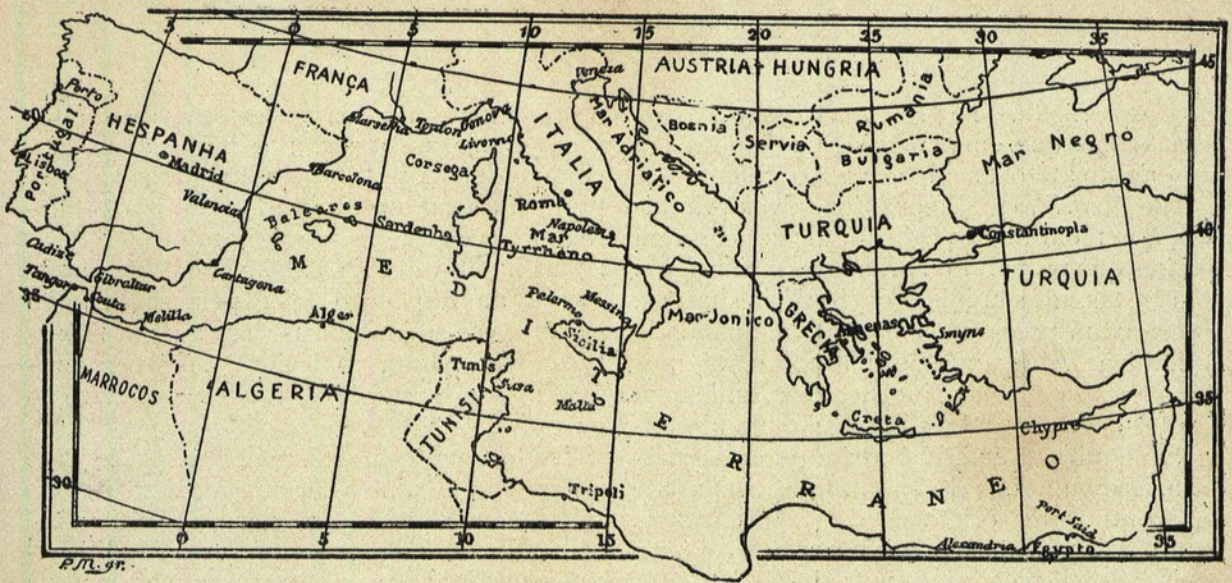 5 0 5 10 15 20 25 30 35
45
FRANÇA
Veneza
AUSTRIA-HUNGRIA
Porto
40
HESPANHA
Portugal
Lisboa
Madrid
Marselha
Toulon
Genova
Livorno
ITALIA
Mar Adriatico
Bosnia
Servia
Rumania
Bulgaria
Mar Negro
Corsega
Barcelona
Valencia
Baleares
Sardenha
Roma
Napoles
Mar
Tyrrheno
TURQUIA
Constantinopla
40
TURQUIA
Cadiz
Gibraltar
Tanger
Ceuta
Melilla
Cartagena
35
Alger
Palermo
Messina
Sicilia
Mar Jonico
GRECIA
Athenas
Smyne
MEDITERRANEO
MARROCOS
ALGERIA
Tunis
Susa
TUNISIA
Malta
Creta
Chypre
35
30
Tripoli
Port Said
Alexandria
Egypto
0 5 10 15
35
P.M. gr.